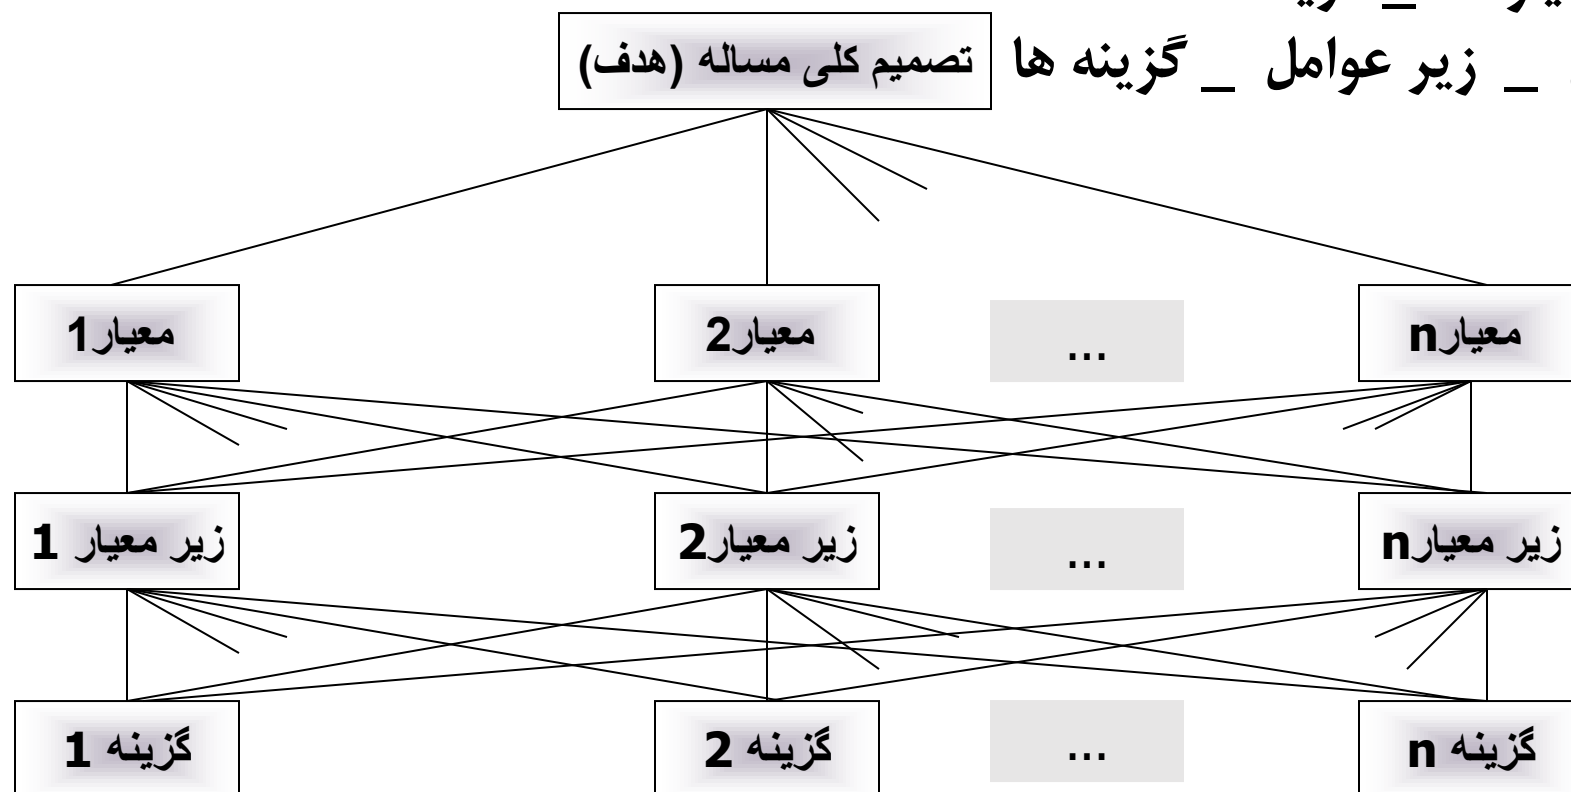 _ زیر عوامل _ گزینه ها
تصمیم کلی مساله (هدف)
معیار1
معیار2
...
معیارn
زیر معیار 1
زیر معیار2
...
زیر معیارn
گزینه 1
گزینه 2
...
گزینه n